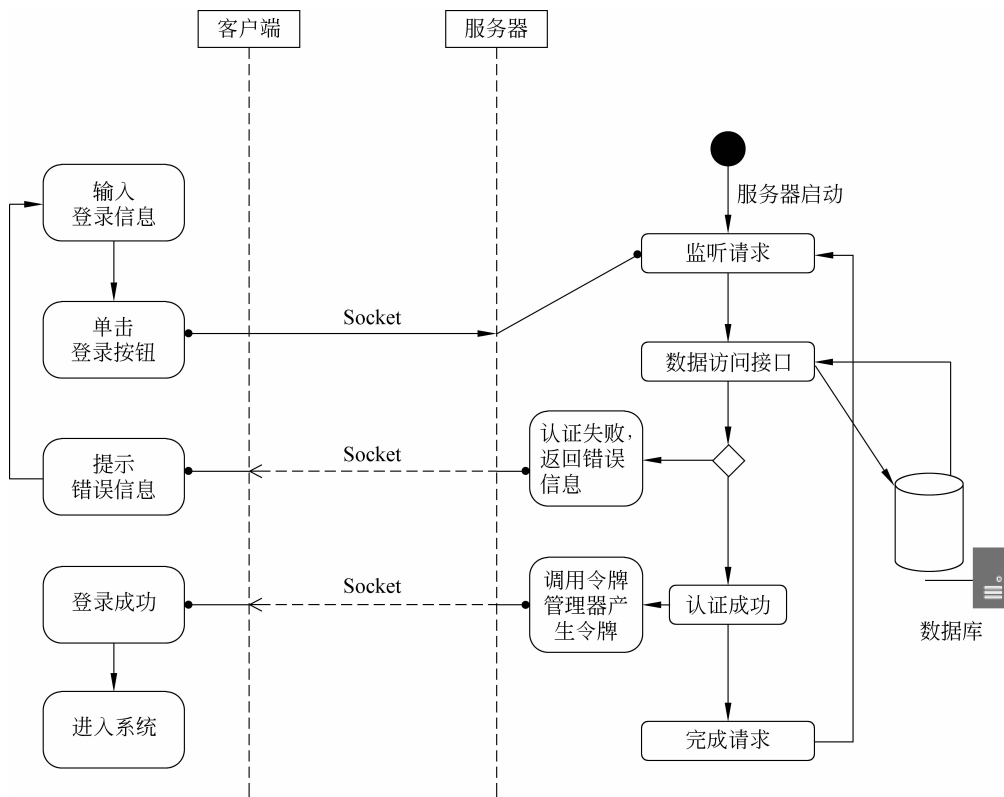 客户端
服务器
服务器启动
输入
登录信息
监听请求
单击
登录按钮
Socket
数据访问接口
提示
错误信息
Socket
认证失败，
返回错误
信息
登录成功
Socket
调用令牌
管理器产
生令牌
认证成功
数据库
进入系统
完成请求